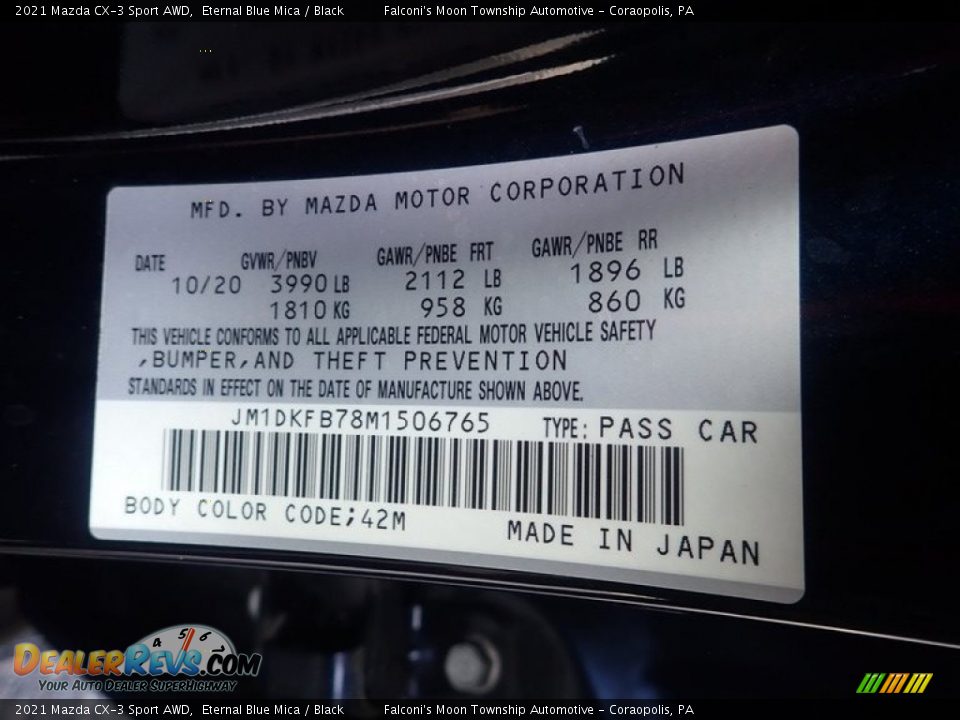 2021 Mazda CX-3 Sport AWD, Eternal Blue Mica / Black Falconi's Moon Township Automotive - Coraopolis, PA
MFD. BY MAZDA MOTOR CORPORATION
DATE GVWR/PNBV GAWR/PNBE FRT GAWR/PNBE RR
10/20 3990 LB 2112 LB 1896 LB
1810 KG 958 KG 860 KG
THIS VEHICLE CONFORMS TO ALL APPLICABLE FEDERAL MOTOR VEHICLE SAFETY
,BUMPER,AND THEFT PREVENTION
STANDARDS IN EFFECT ON THE DATE OF MANUFACTURE SHOWN ABOVE.
JM1DKFB78M1506765 TYPE: PASS CAR
BODY COLOR CODE;42M MADE IN JAPAN
4 5 6
DEALERREVS.COM
YOUR AUTO DEALER SUPERHIGHWAY
2021 Mazda CX-3 Sport AWD, Eternal Blue Mica / Black Falconi's Moon Township Automotive - Coraopolis, PA